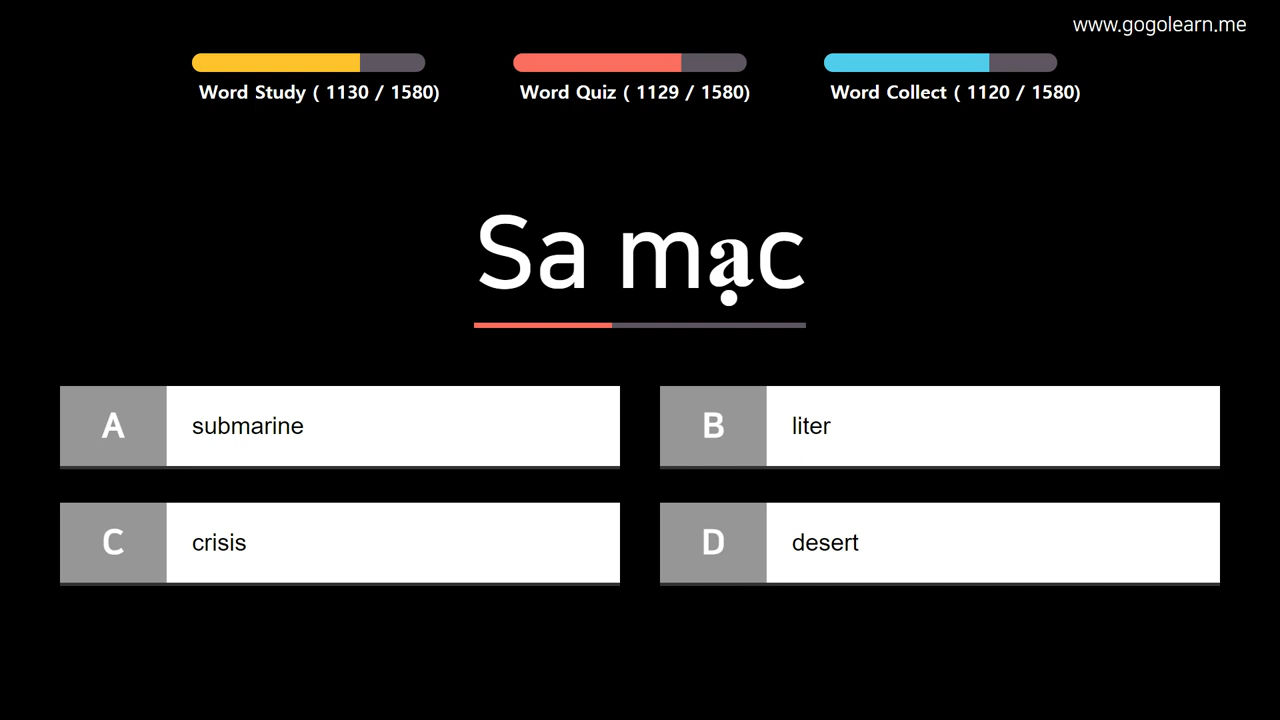 www.gogolearn.me
Word Study ( 1130 / 1580)
Word Quiz ( 1129 / 1580)
Word Collect ( 1120 / 1580)
Sa mạc
A submarine
B liter
C crisis
D desert